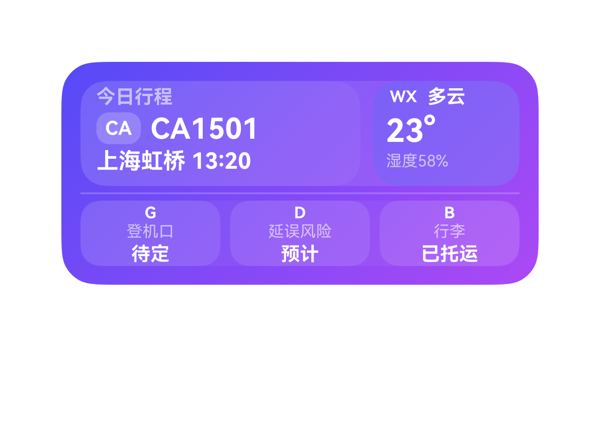 今日行程
CA CA1501
上海虹桥 13:20
WX 多云
23°
湿度58%
G
登机口
待定
D
延误风险
预计
B
行李
已托运